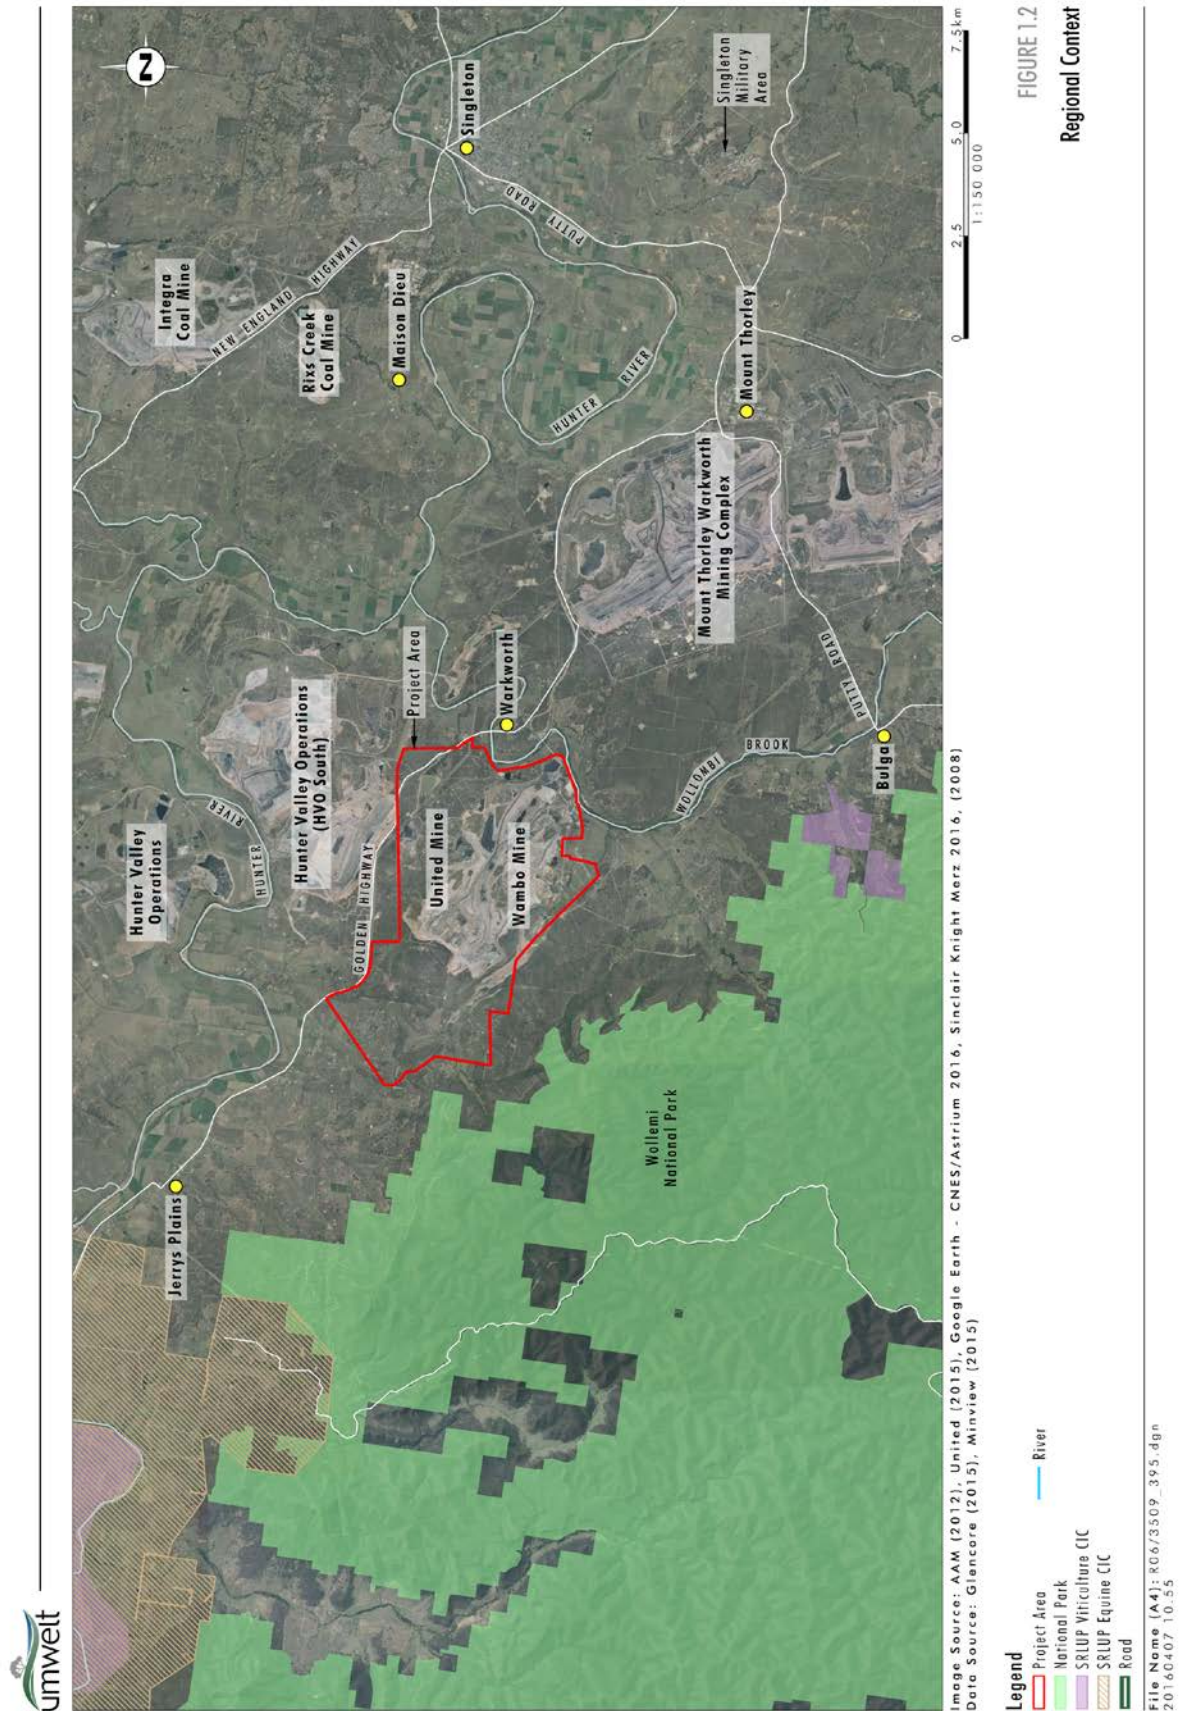 umwelt
Hunter Valley
Operations
HUNTER
RIVER
Hunter Valley Operations
(HVO South)
Integra
Coal Mine
NEW ENGLAND HIGHWAY
Rixs Creek
Coal Mine
Maison Dieu
Singleton
PUTTY ROAD
Singleton
Military
Area
Jerrys Plains
GOLDEN HIGHWAY
Project Area
United Mine
Wambo Mine
Warkworth
HUNTER RIVER
Mount Thorley
Mount Thorley Warkworth
Mining Complex
WOLLOMBI BROOK
PUTTY ROAD
Bulga
Wollemi
National Park
N
Image Source: AAM (2012), United (2015), Google Earth - CNES/Astrium 2016, Sinclair Knight Merz 2016, (2008)
Data Source: Glencore (2015), Minview (2015)
0 2.5 5.0 7.5km
1:150 000
Legend
Project Area
National Park
SRLUP Viticulture CIC
SRLUP Equine CIC
Road
River
FIGURE 1.2
Regional Context
File Name (A4): R06/3509_395.dgn
20160407 10.55